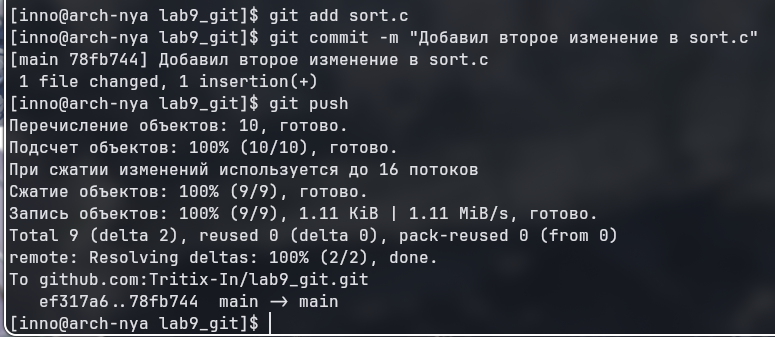 [inno@arch-nya lab9_git]$ git add sort.c
[inno@arch-nya lab9_git]$ git commit -m "Добавил второе изменение в sort.c"
[main 78fb744] Добавил второе изменение в sort.c
 1 file changed, 1 insertion(+)
[inno@arch-nya lab9_git]$ git push
Перечисление объектов: 10, готово.
Подсчет объектов: 100% (10/10), готово.
При сжатии изменений используется до 16 потоков
Сжатие объектов: 100% (9/9), готово.
Запись объектов: 100% (9/9), 1.11 KiB | 1.11 MiB/s, готово.
Total 9 (delta 2), reused 0 (delta 0), pack-reused 0 (from 0)
remote: Resolving deltas: 100% (2/2), done.
To github.com:Tritix-In/lab9_git.git
   ef317a6..78fb744  main -> main
[inno@arch-nya lab9_git]$